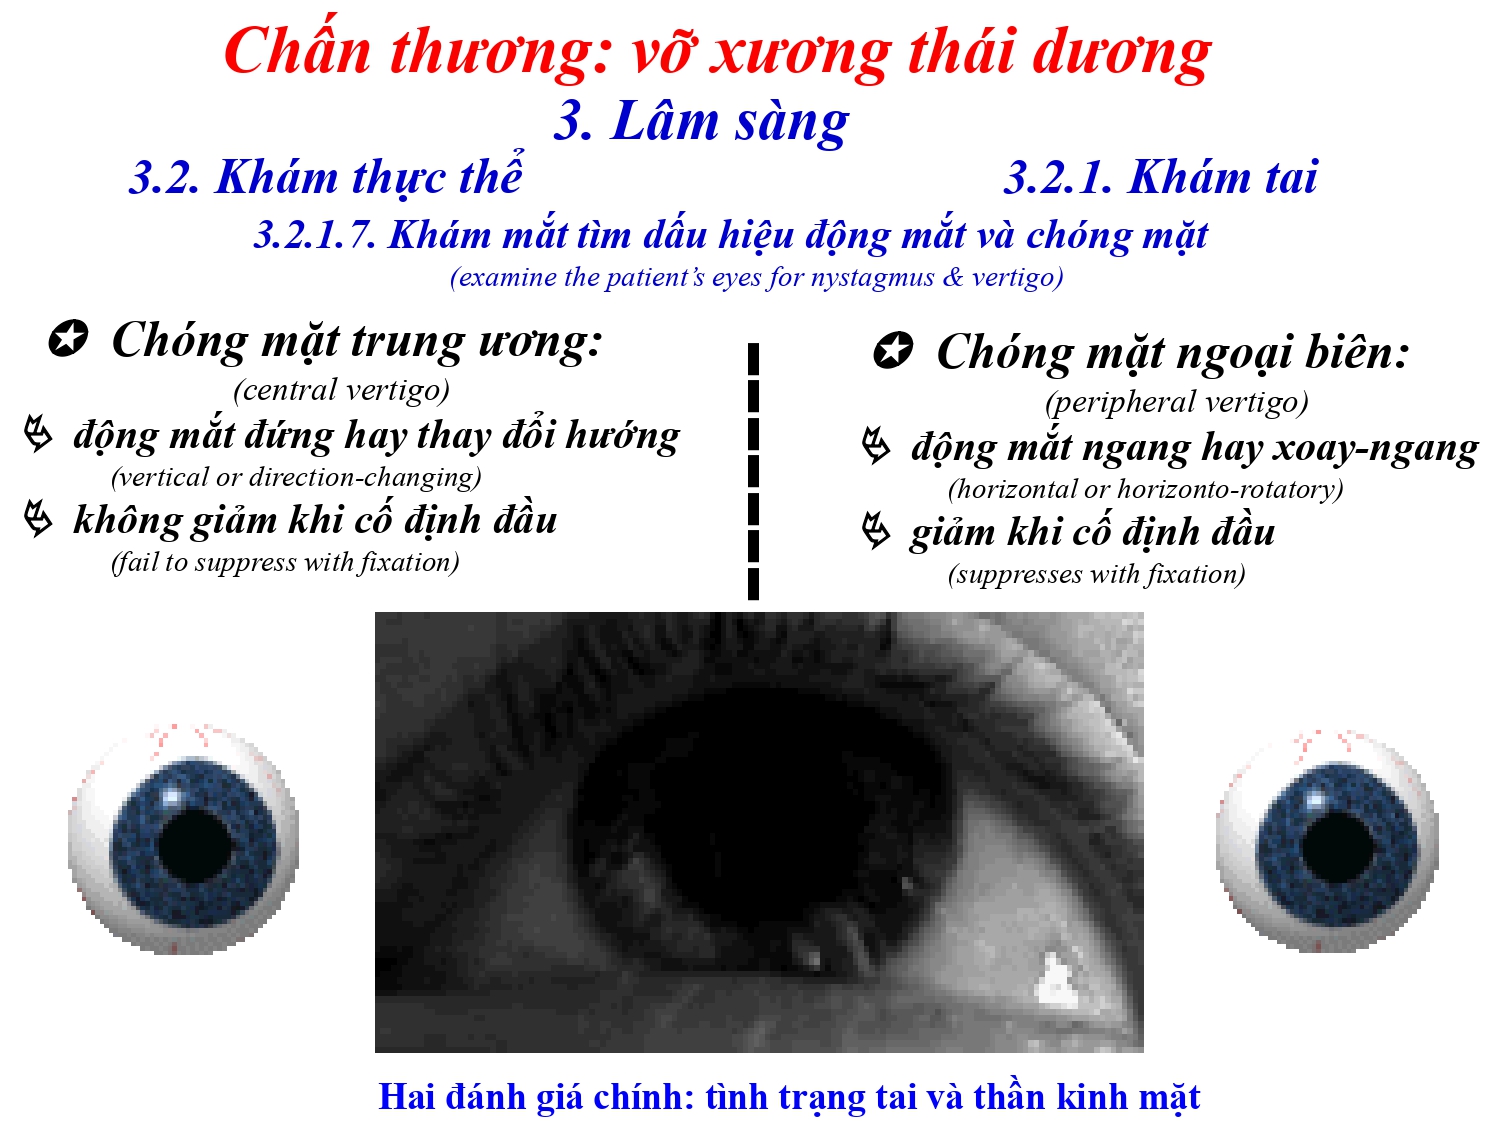 Chấn thương: vỡ xương thái dương
3. Lâm sàng
3.2. Khám thực thể
3.2.1. Khám tai
3.2.1.7. Khám mắt tìm dấu hiệu động mắt và chóng mặt
(examine the patient’s eyes for nystagmus & vertigo)
✪ Chóng mặt trung ương:
(central vertigo)
động mắt đứng hay thay đổi hướng
(vertical or direction-changing)
không giảm khi cố định đầu
(fail to suppress with fixation)
✪ Chóng mặt ngoại biên:
(peripheral vertigo)
động mắt ngang hay xoay-ngang
(horizontal or horizonto-rotatory)
giảm khi cố định đầu
(suppresses with fixation)
Hai đánh giá chính: tình trạng tai và thần kinh mặt